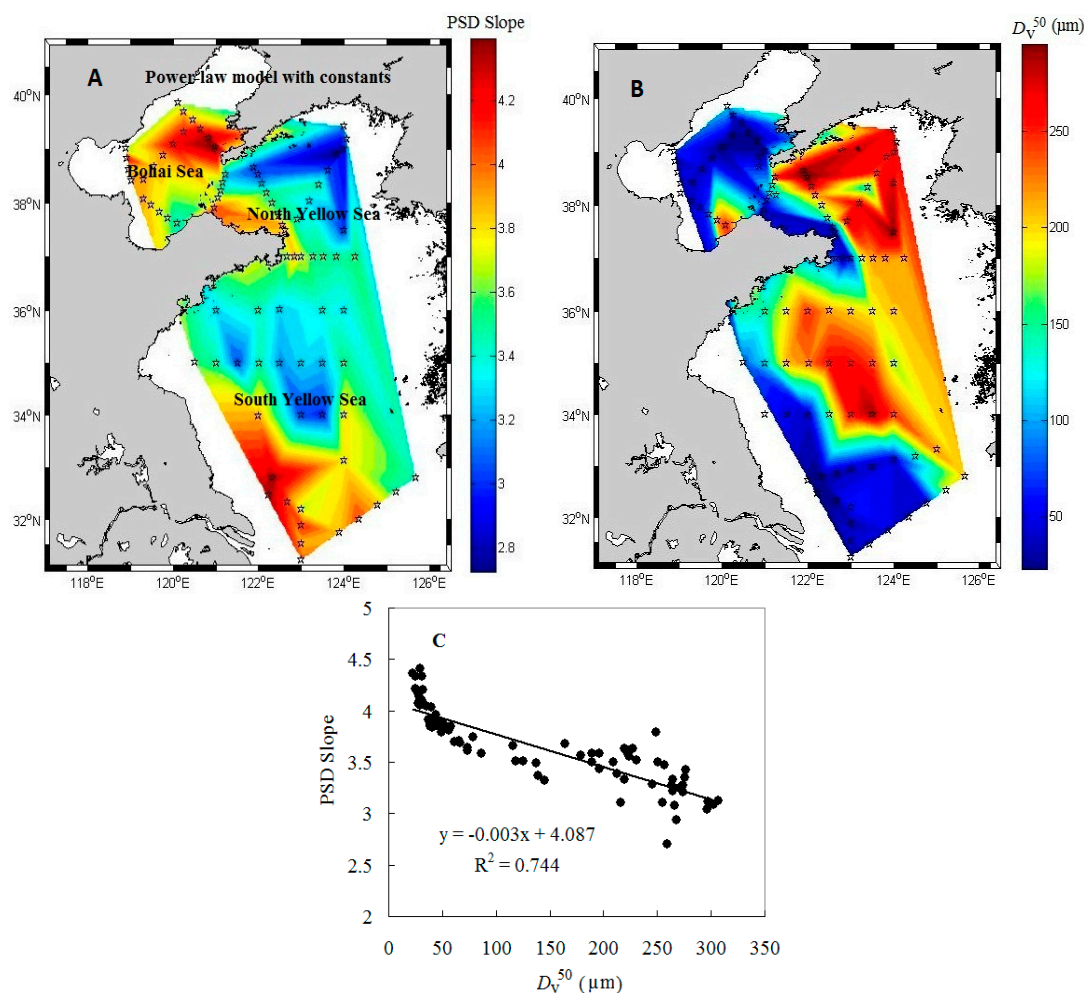 PSD Slope
D_V^50 (µm)
A
Power-law model with constants
Bohai Sea
North Yellow Sea
South Yellow Sea
40°N
38°N
36°N
34°N
32°N
118°E
120°E
122°E
124°E
126°E
4.2
4
3.8
3.6
3.4
3.2
3
2.8
B
40°N
38°N
36°N
34°N
32°N
118°E
120°E
122°E
124°E
126°E
250
200
150
100
50
C
PSD Slope
5
4.5
4
3.5
3
2.5
2
y = -0.003x + 4.087
R² = 0.744
0 50 100 150 200 250 300 350
D_V^50 (µm)